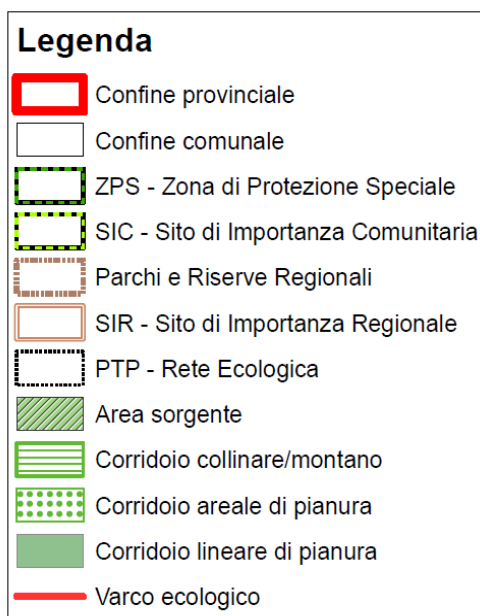 Legenda
Confine provinciale
Confine comunale
ZPS - Zona di Protezione Speciale
SIC - Sito di Importanza Comunitaria
Parchi e Riserve Regionali
SIR - Sito di Importanza Regionale
PTP - Rete Ecologica
Area sorgente
Corridoio collinare/montano
Corridoio areale di pianura
Corridoio lineare di pianura
Varco ecologico